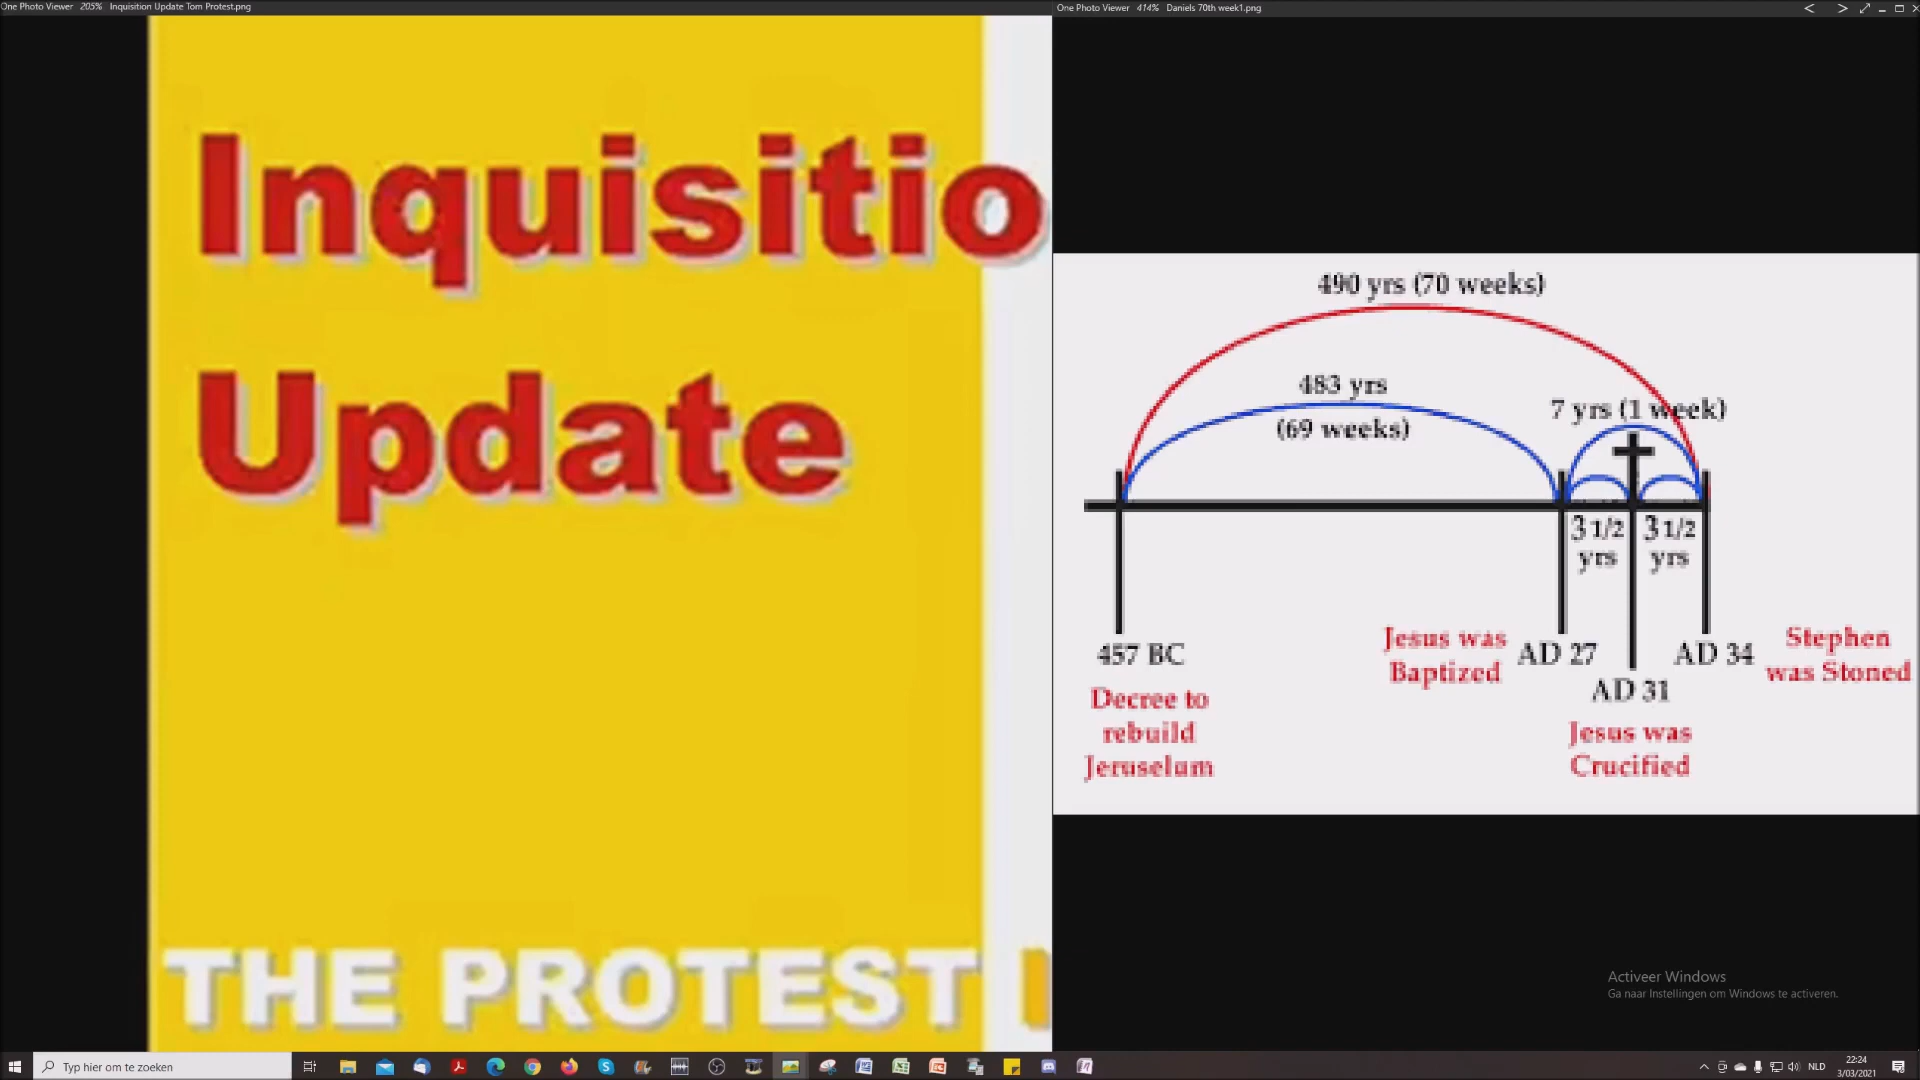 One Photo Viewer 205% Inquisition Update Tom Protest.png
Inquisitio
Update
THE PROTEST
One Photo Viewer 414% Daniels 70th week1.png
490 yrs (70 weeks)
483 yrs
(69 weeks)
7 yrs (1 week)
3 1/2 yrs
3 1/2 yrs
457 BC
Decree to
rebuild
Jeruselum
Jesus was
Baptized
AD 27
AD 31
Jesus was
Crucified
AD 34
Stephen
was Stoned
Activeer Windows
Ga naar Instellingen om Windows te activeren.
Typ hier om te zoeken
NLD
22:24
3/03/2021